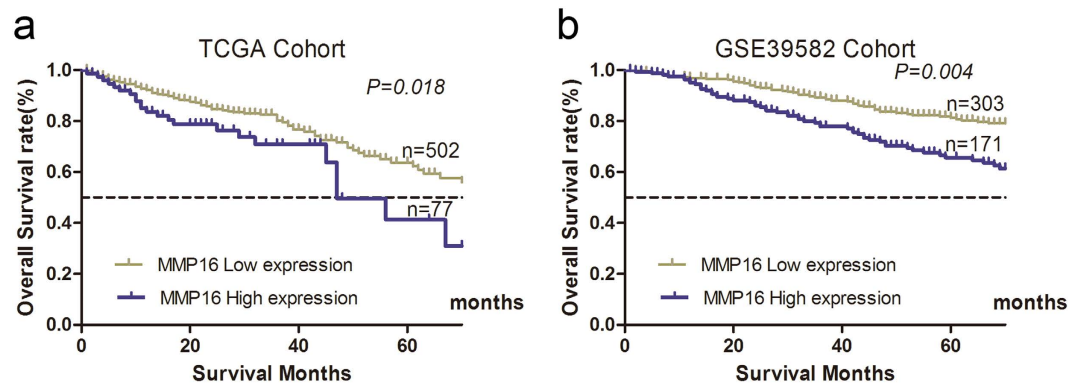 a
TCGA Cohort
Overall Survival rate(%)
1.0
0.8
0.6
0.4
0.2
0.0
P=0.018
n=502
n=77
MMP16 Low expression
MMP16 High expression
months
0
20
40
60
Survival Months
b
GSE39582 Cohort
Overall Survival rate(%)
1.0
0.8
0.6
0.4
0.2
0.0
P=0.004
n=303
n=171
MMP16 Low expression
MMP16 High expression
months
0
20
40
60
Survival Months